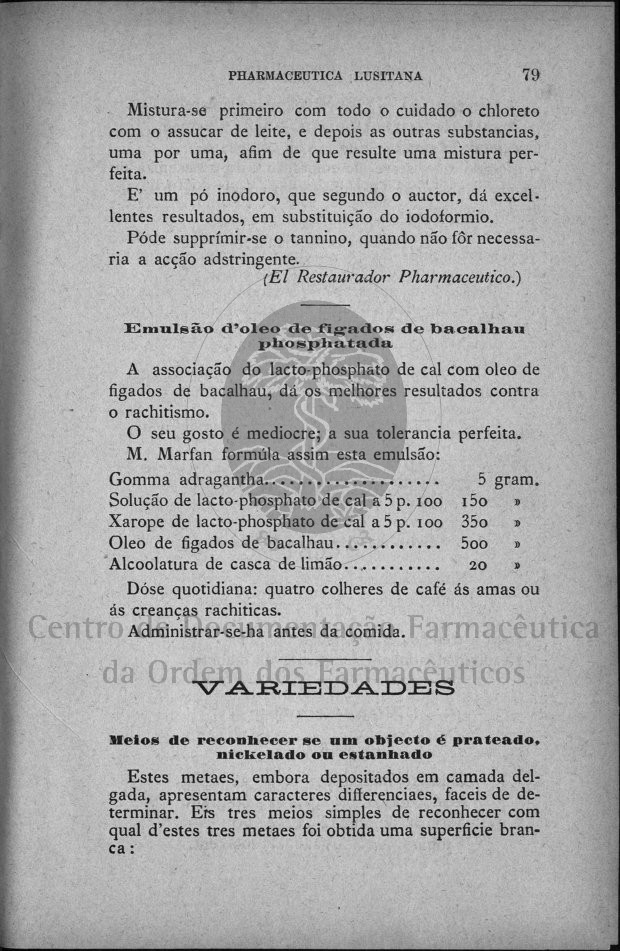 PHARMACEUTICA LUSITANA 79
Mistura-se primeiro com todo o cuidado o chloreto
com o assucar de leite, e depois as outras substancias,
uma por uma, afim de que resulte uma mistura per-
feita.
E' um pó inodoro, que segundo o auctor, dá excel-
lentes resultados, em substituição do iodoformio.
Póde supprímir-se o tannino, quando não fôr necessa-
ria a acção adstringente.
(El Restaurador Pharmaceutico.)
Emulsão d'oleo de figados de bacalhau
phosphatada
A associação do lacto-phosphato de cal com oleo de
figados de bacalhau, dá os melhores resultados contra
o rachitismo.
O seu gosto é mediocre; a sua tolerancia perfeita.
M. Marfan formúla assim esta emulsão:
Gomma adragantha.................... 5 gram.
Solução de lacto-phosphato de cal a 5 p. 100 150 »
Xarope de lacto-phosphato de cal a 5 p. 100 350 »
Oleo de figados de bacalhau............ 500 »
Alcoolatura de casca de limão........... 20 »
Dóse quotidiana: quatro colheres de café ás amas ou
ás creanças rachiticas.
Administrar-se-ha antes da comida.
Centro de Documentação Farmacêutica
da Ordem dos Farmacêuticos
VARIEDADES
Meios de reconhecer se um objecto é prateado,
nickelado ou estanhado
Estes metaes, embora depositados em camada del-
gada, apresentam caracteres differenciaes, faceis de de-
terminar. Eis tres meios simples de reconhecer com
qual d'estes tres metaes foi obtida uma superficie bran-
ca: